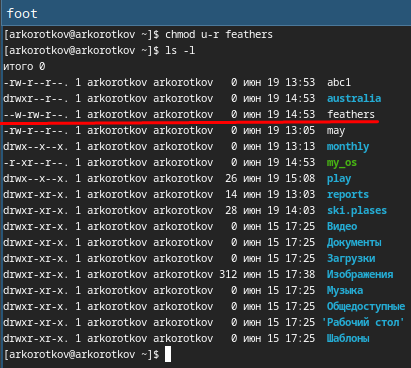 foot
[arkorotkov@arkorotkov ~]$ chmod u-r feathers
[arkorotkov@arkorotkov ~]$ ls -l
итого 0
-rw-r--r--. 1 arkorotkov arkorotkov 0 июн 19 13:53 abc1
drwxr--r--. 1 arkorotkov arkorotkov 0 июн 19 14:53 australia
--w-rw-r--. 1 arkorotkov arkorotkov 0 июн 19 14:53 feathers
-rw-r--r--. 1 arkorotkov arkorotkov 0 июн 19 13:05 may
drwx--x--x. 1 arkorotkov arkorotkov 0 июн 19 13:13 monthly
-r-xr--r--. 1 arkorotkov arkorotkov 0 июн 19 14:53 my_os
drwx--x--x. 1 arkorotkov arkorotkov 26 июн 19 15:08 play
drwxr-xr-x. 1 arkorotkov arkorotkov 14 июн 19 13:03 reports
drwxr-xr-x. 1 arkorotkov arkorotkov 28 июн 19 14:03 ski.plases
drwxr-xr-x. 1 arkorotkov arkorotkov 0 июн 15 17:25 Видео
drwxr-xr-x. 1 arkorotkov arkorotkov 0 июн 15 17:25 Документы
drwxr-xr-x. 1 arkorotkov arkorotkov 0 июн 15 17:25 Загрузки
drwxr-xr-x. 1 arkorotkov arkorotkov 312 июн 15 17:38 Изображения
drwxr-xr-x. 1 arkorotkov arkorotkov 0 июн 15 17:25 Музыка
drwxr-xr-x. 1 arkorotkov arkorotkov 0 июн 15 17:25 Общедоступные
drwxr-xr-x. 1 arkorotkov arkorotkov 0 июн 15 17:25 'Рабочий стол'
drwxr-xr-x. 1 arkorotkov arkorotkov 0 июн 15 17:25 Шаблоны
[arkorotkov@arkorotkov ~]$